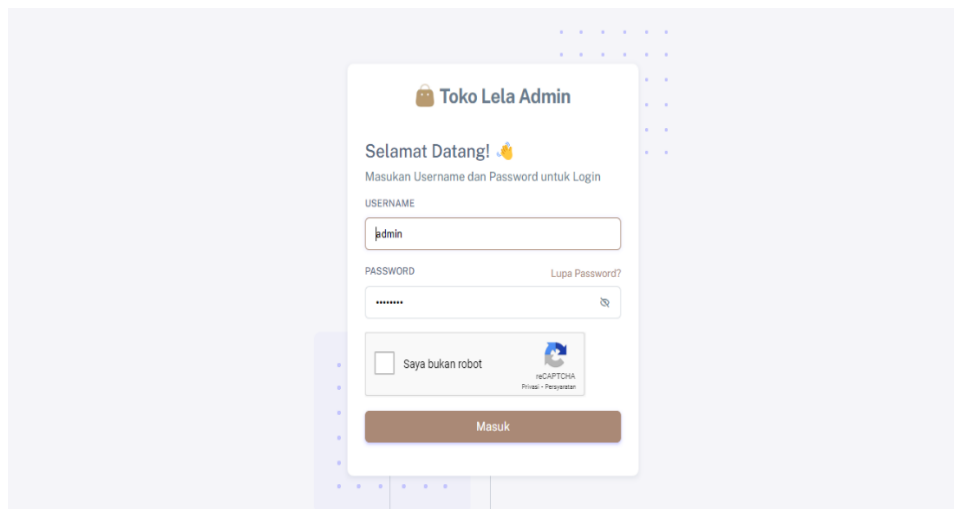 Toko Lela Admin
Selamat Datang!
Masukan Username dan Password untuk Login
USERNAME
admin
PASSWORD
Lupa Password?
••••••••
Saya bukan robot
reCAPTCHA
Privasi - Persyaratan
Masuk